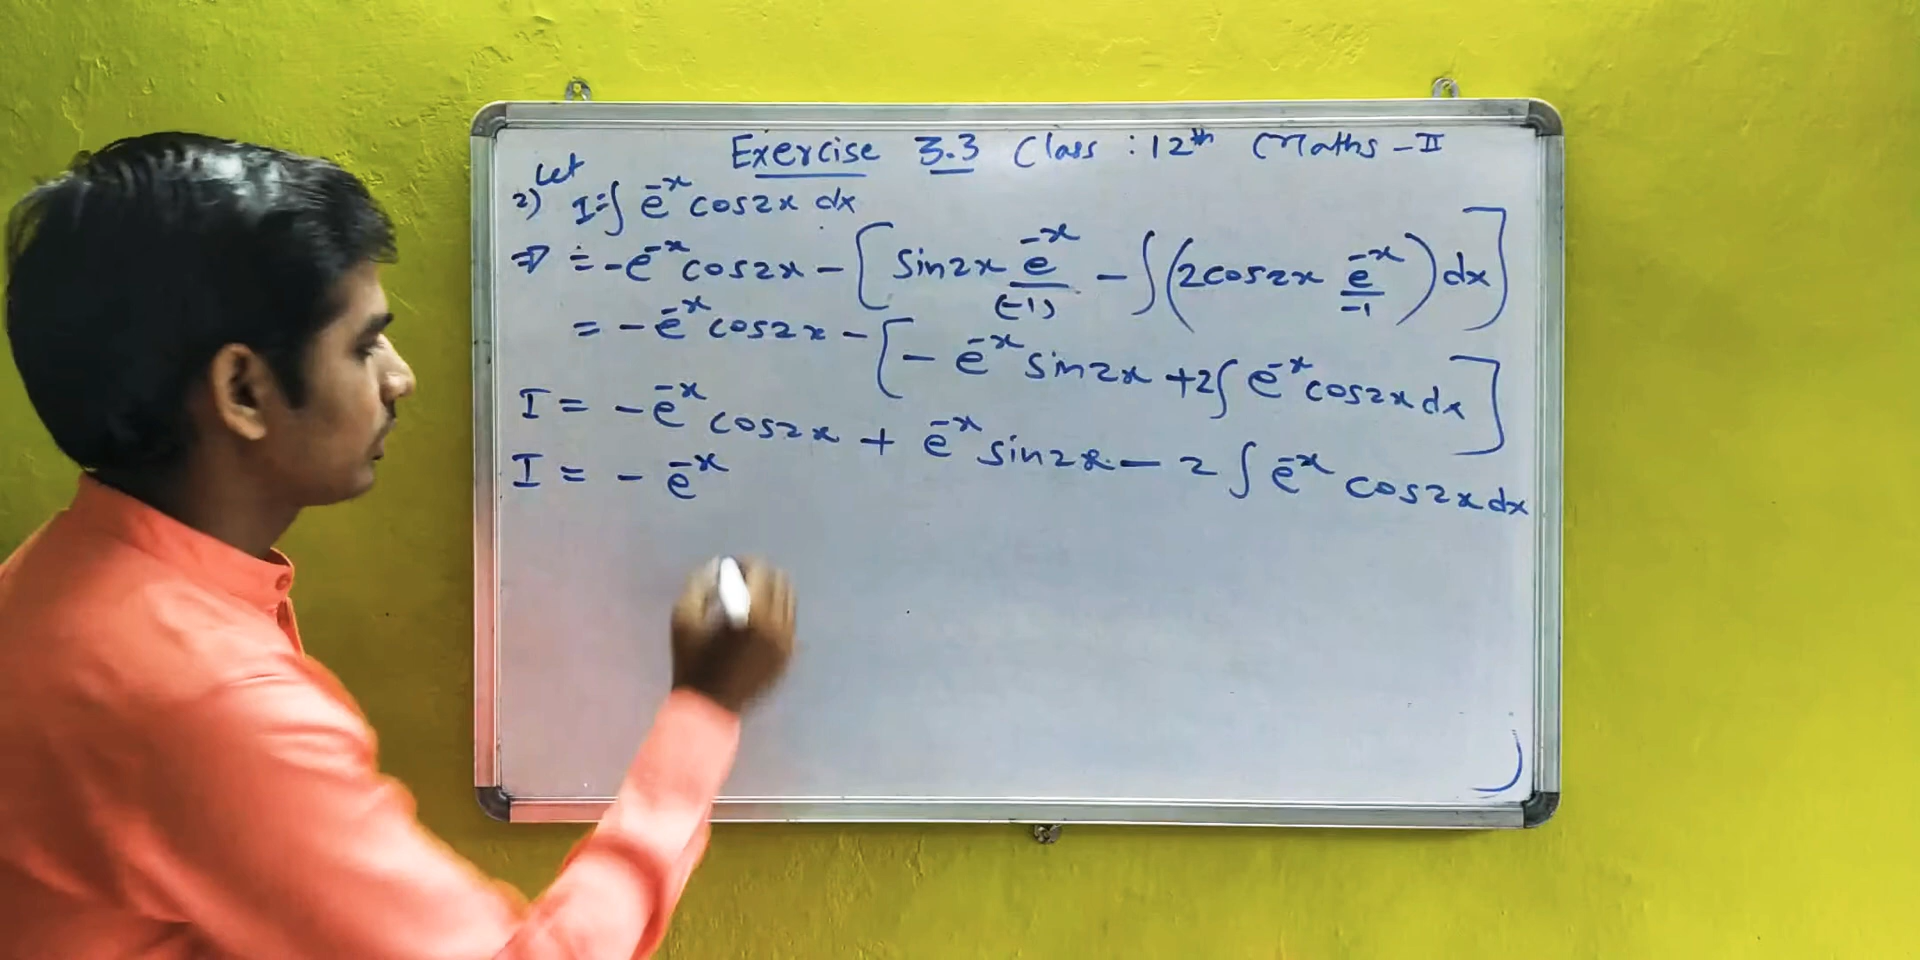 Exercise 3.3 Class : 12th Maths - II
Let
2) I = ∫ e^-x cos2x dx
⇒ = -e^-x cos2x - [ sin2x e^-x/(-1) - ∫ (2cos2x e^-x/-1) dx ]
= -e^-x cos2x - [ - e^-x sin2x + 2∫ e^-x cos2x dx ]
I = - e^-x cos2x + e^-x sin2x - 2 ∫ e^-x cos2x dx
I = - e^-x